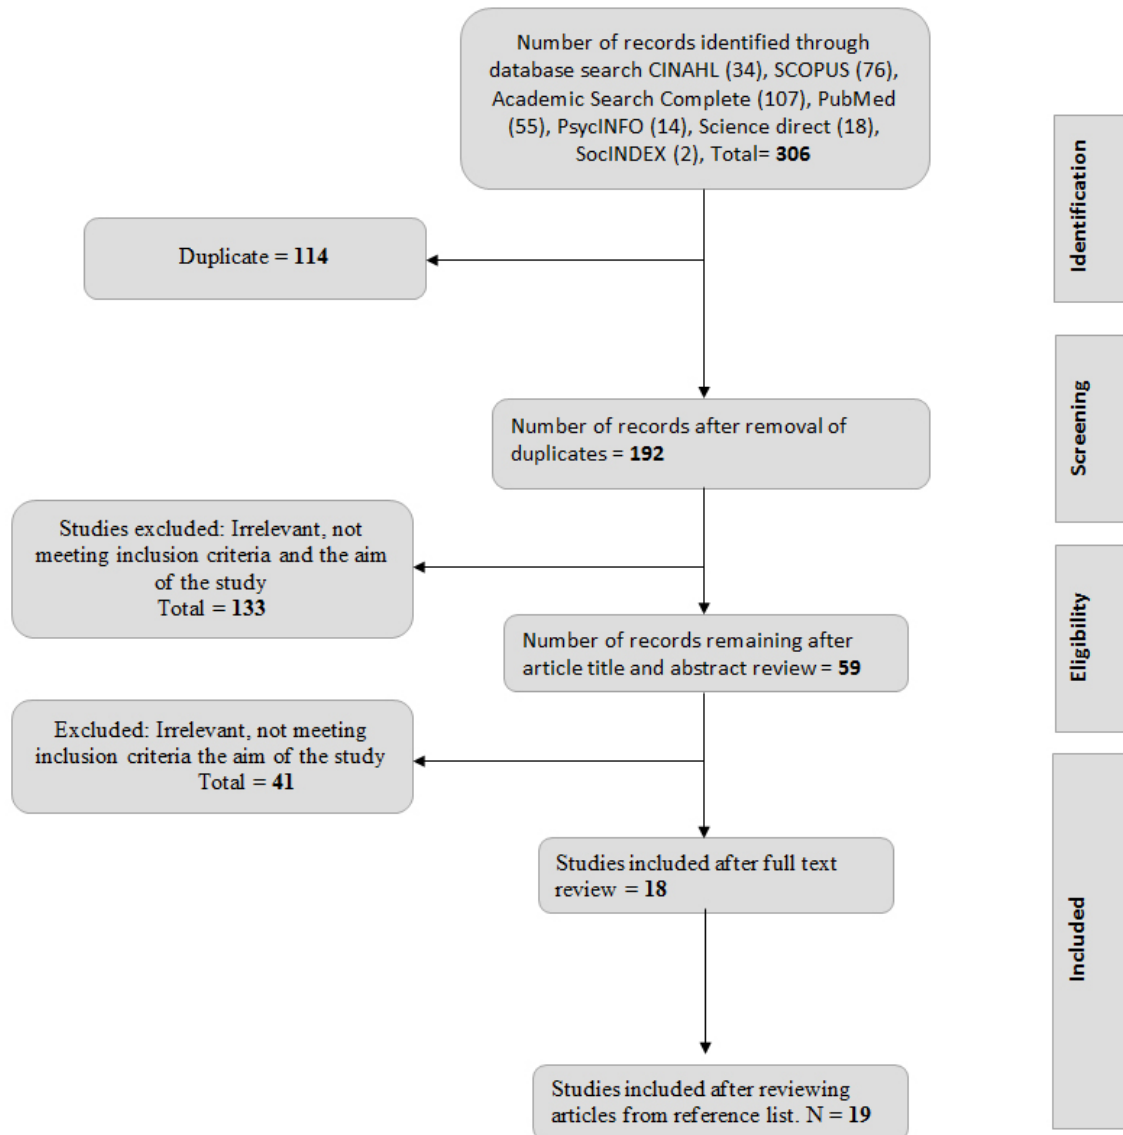 Number of records identified through
database search CINAHL (34), SCOPUS (76),
Academic Search Complete (107), PubMed
(55), PsycINFO (14), Science direct (18),
SocINDEX (2), Total= 306
Identification
Duplicate = 114
Screening
Number of records after removal of
duplicates = 192
Studies excluded: Irrelevant, not
meeting inclusion criteria and the aim
of the study
Total = 133
Eligibility
Number of records remaining after
article title and abstract review = 59
Excluded: Irrelevant, not meeting
inclusion criteria the aim of the study
Total = 41
Included
Studies included after full text
review = 18
Studies included after reviewing
articles from reference list. N = 19